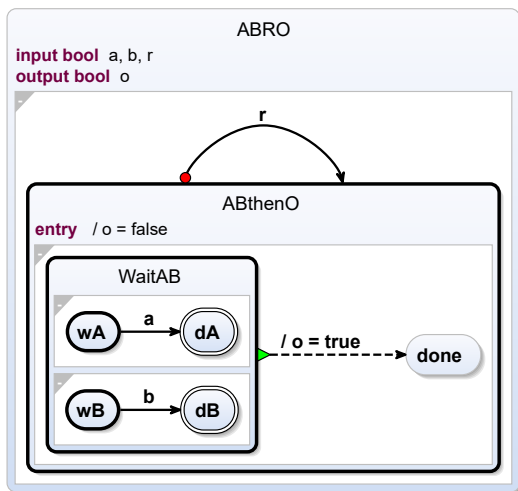 ABRO
input bool a, b, r
output bool o
-
r
ABthenO
entry / o = false
-
WaitAB
-
wA a dA
/ o = true
done
-
wB b dB